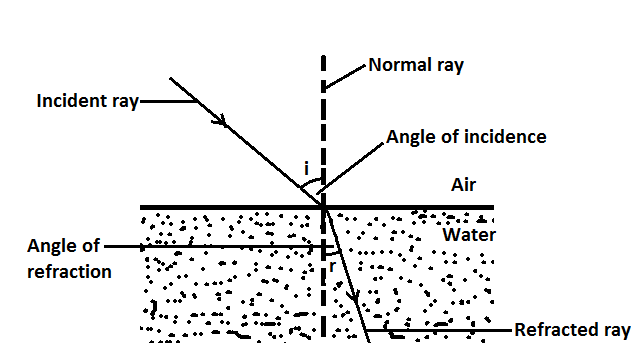 Normal ray
Incident ray
Angle of incidence
i
Air
Water
Angle of
refraction
r
Refracted ray